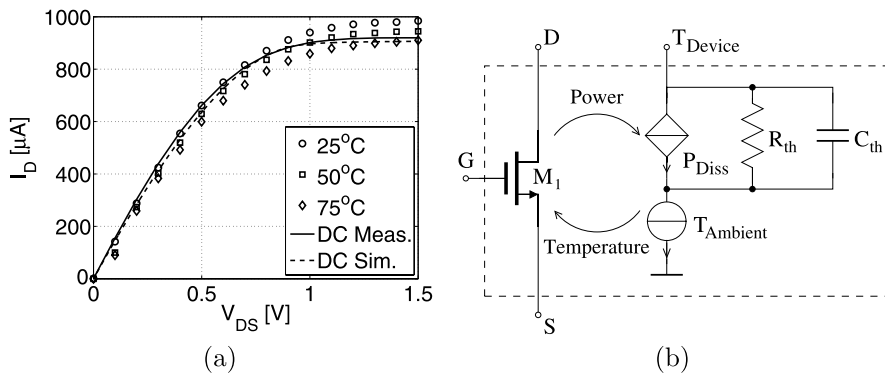 1000
800
600
400
200
0
I_D [µA]
0
0.5
1
1.5
V_DS [V]
25°C
50°C
75°C
DC Meas.
DC Sim.
(a)
D
T_Device
Power
G
M_1
P_Diss
R_th
C_th
Temperature
T_Ambient
S
(b)